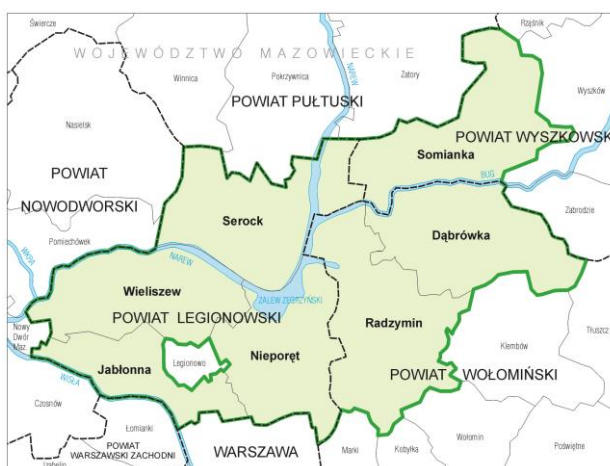 Świercze
Rząśnik
WOJEWÓDZTWO MAZOWIECKIE
Winnica
Pokrzywnica
NAREW
Zatory
Wyszków
POWIAT PUŁTUSKI
Nasielsk
POWIAT WYSZKOWSKI
Somianka
POWIAT
NOWODWORSKI
BUG
Serock
Zabrodzie
Dąbrówka
Pomiechówek
WKRA
NAREW
Wieliszew
ZALEW ZEGRZYŃSKI
POWIAT LEGIONOWSKI
Radzymin
Nowy
Dwór
Maz.
Tłuszcz
Klembów
Legionowo
Nieporęt
Jabłonna
POWIAT WOŁOMIŃSKI
WISŁA
Czosnów
Łomianki
Wołomin
POWIAT
WARSZAWSKI ZACHODNI
WARSZAWA
Marki
Kobyłka
Poświętne
Izabelin